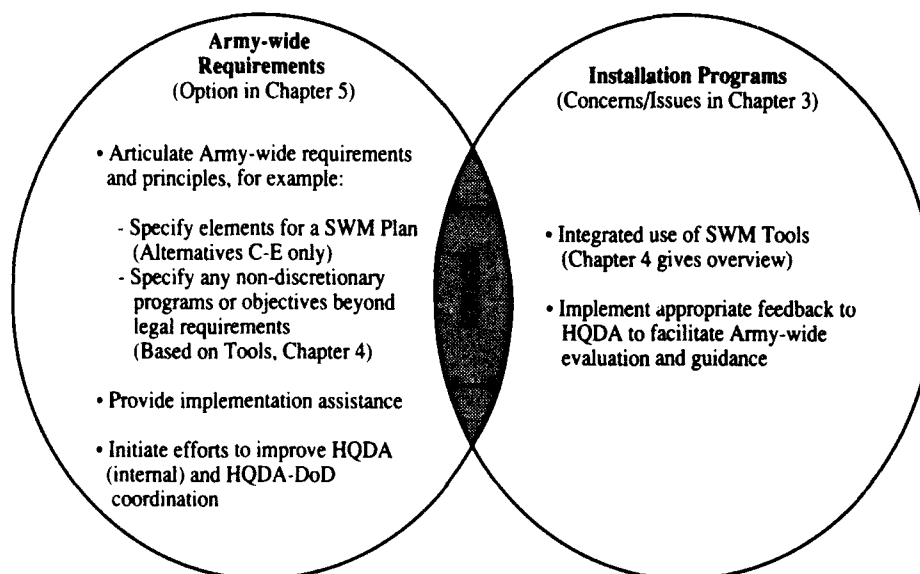 Army-wide
Requirements
(Option in Chapter 5)
• Articulate Army-wide requirements
and principles, for example:
- Specify elements for a SWM Plan
(Alternatives C-E only)
- Specify any non-discretionary
programs or objectives beyond
legal requirements
(Based on Tools, Chapter 4)
• Provide implementation assistance
• Initiate efforts to improve HQDA
(internal) and HQDA-DoD
coordination
Installation Programs
(Concerns/Issues in Chapter 3)
• Integrated use of SWM Tools
(Chapter 4 gives overview)
• Implement appropriate feedback to
HQDA to facilitate Army-wide
evaluation and guidance